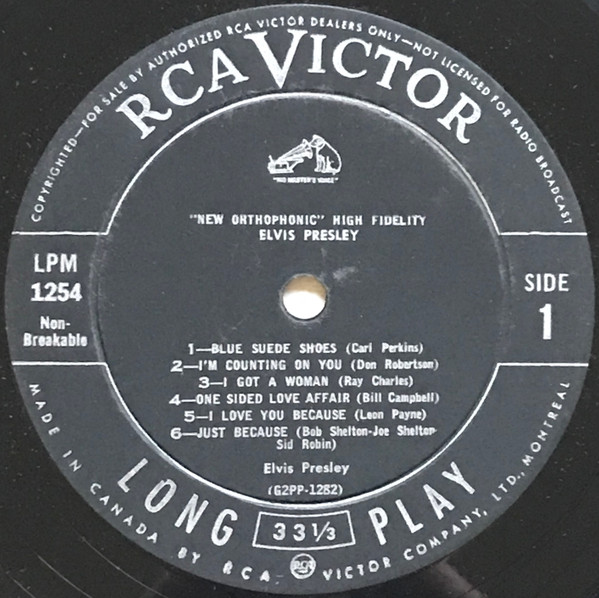 COPYRIGHTED—FOR SALE BY AUTHORIZED RCA VICTOR DEALERS ONLY—NOT LICENSED FOR RADIO BROADCAST
RCA VICTOR
"HIS MASTER'S VOICE"
"NEW ORTHOPHONIC" HIGH FIDELITY
ELVIS PRESLEY
LPM
1254
Non-
Breakable
SIDE
1
1—BLUE SUEDE SHOES (Carl Perkins)
2—I'M COUNTING ON YOU (Don Robertson)
3—I GOT A WOMAN (Ray Charles)
4—ONE SIDED LOVE AFFAIR (Bill Campbell)
5—I LOVE YOU BECAUSE (Leon Payne)
6—JUST BECAUSE (Bob Shelton-Joe Shelton-
Sid Robin)
Elvis Presley
(G2PP-1282)
LONG 33⅓ PLAY
MADE IN CANADA BY RCA RCA VICTOR COMPANY, LTD., MONTREAL